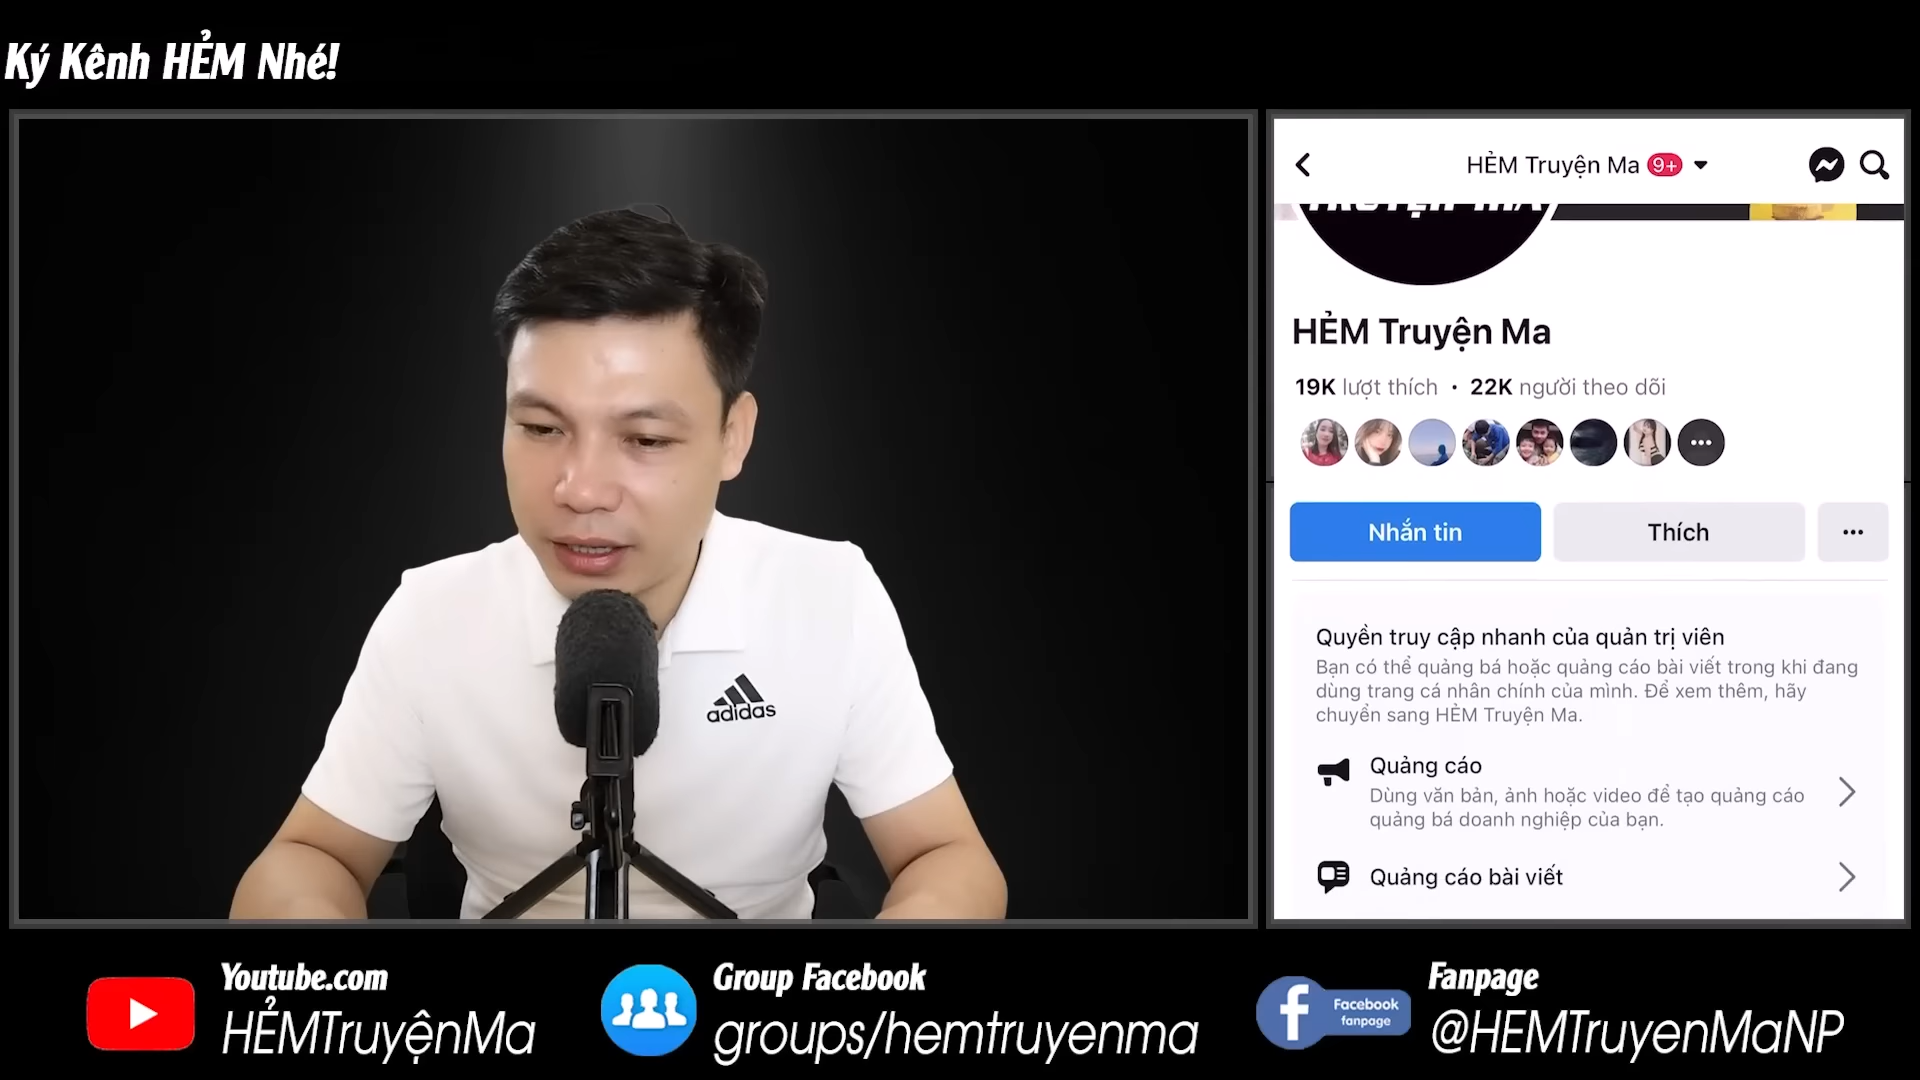 Ký Kênh HẺM Nhé!
HẺM Truyện Ma 9+
HẺM Truyện Ma
19K lượt thích · 22K người theo dõi
Nhắn tin
Thích
Quyền truy cập nhanh của quản trị viên
Bạn có thể quảng bá hoặc quảng cáo bài viết trong khi đang
dùng trang cá nhân chính của mình. Để xem thêm, hãy
chuyển sang HẺM Truyện Ma.
Quảng cáo
Dùng văn bản, ảnh hoặc video để tạo quảng cáo
quảng bá doanh nghiệp của bạn.
Quảng cáo bài viết
adidas
Youtube.com
HẺMTruyệnMa
Group Facebook
groups/hemtruyenma
Facebook
fanpage
Fanpage
@HEMTruyenMaNP